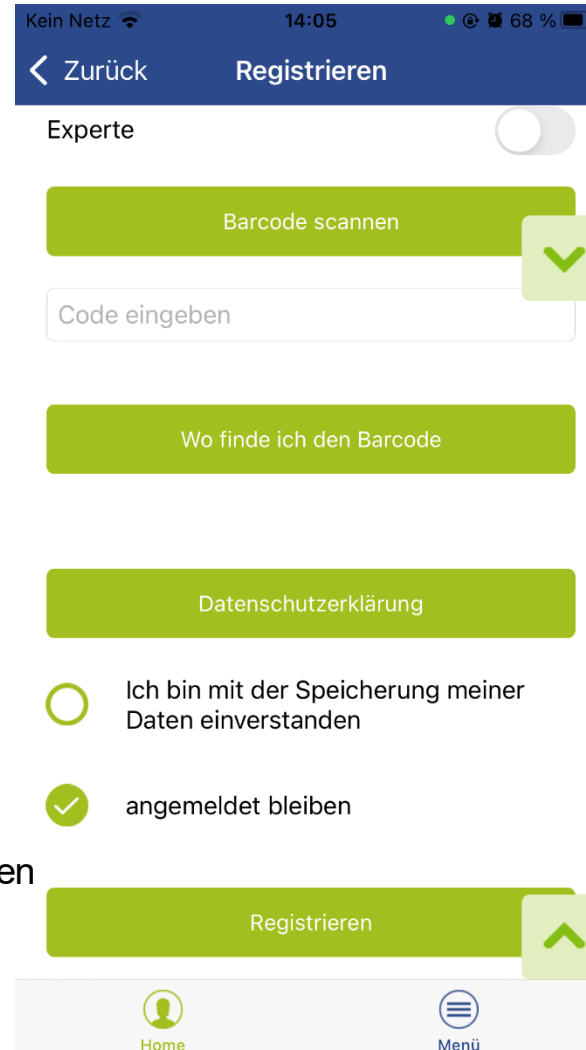 Kein Netz 14:05 68 %
Zurück Registrieren
Experte
Barcode scannen
Code eingeben
Wo finde ich den Barcode
Datenschutzerklärung
Ich bin mit der Speicherung meiner
Daten einverstanden
angemeldet bleiben
en
Registrieren
Home Menü